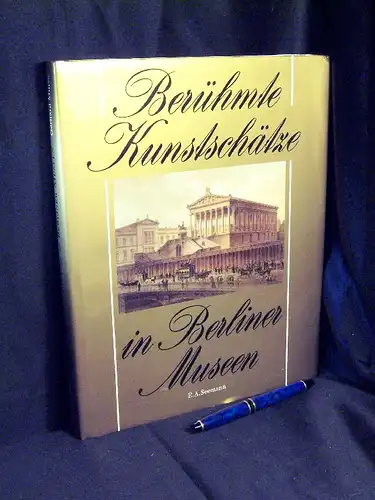 Berühmte
Kunstschätze
in Berliner
Museen
E.A.Seemann